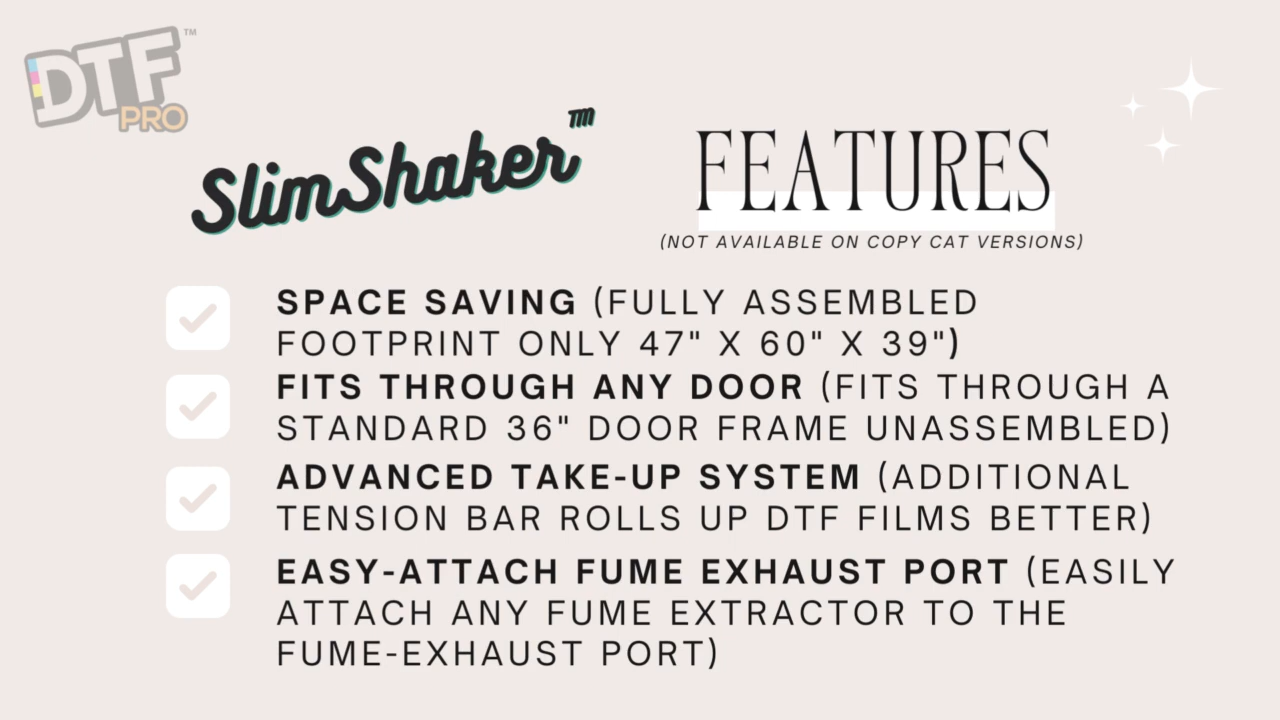 DTF PRO™
SlimShaker™
FEATURES
(NOT AVAILABLE ON COPY CAT VERSIONS)
SPACE SAVING (FULLY ASSEMBLED
FOOTPRINT ONLY 47" X 60" X 39")
FITS THROUGH ANY DOOR (FITS THROUGH A
STANDARD 36" DOOR FRAME UNASSEMBLED)
ADVANCED TAKE-UP SYSTEM (ADDITIONAL
TENSION BAR ROLLS UP DTF FILMS BETTER)
EASY-ATTACH FUME EXHAUST PORT (EASILY
ATTACH ANY FUME EXTRACTOR TO THE
FUME-EXHAUST PORT)